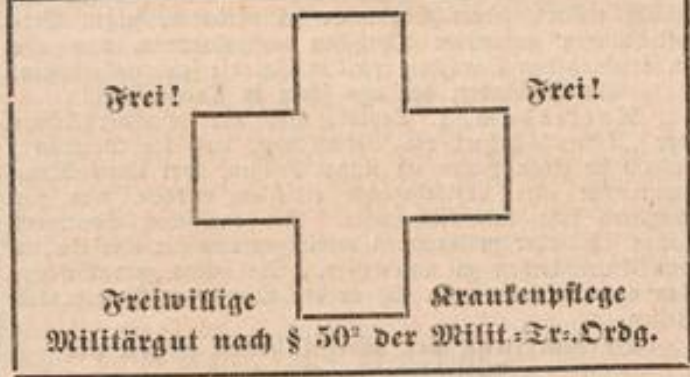 Frei! Frei!
Freiwillige Krankenpflege
Militärgut nach § 50² der Milit.=Tr=.Ordg.